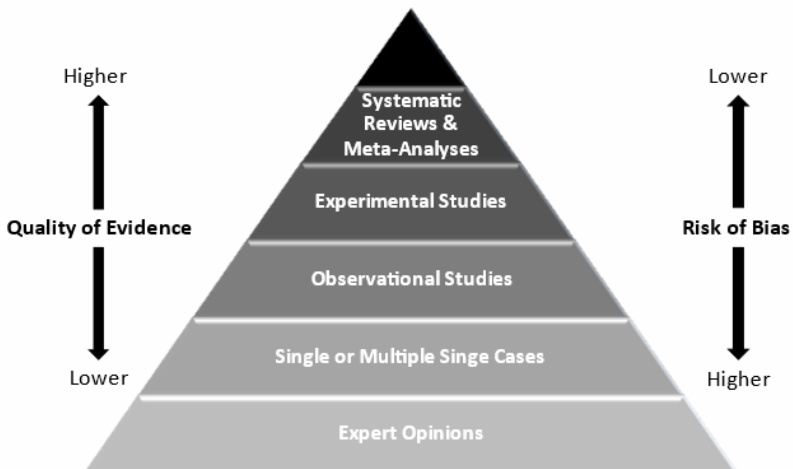 Higher
Lower
Systematic
Reviews &
Meta-Analyses
Experimental Studies
Quality of Evidence
Risk of Bias
Observational Studies
Single or Multiple Singe Cases
Lower
Higher
Expert Opinions